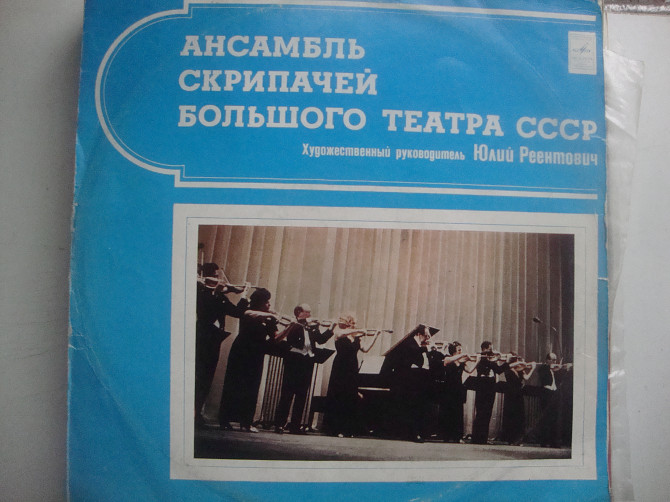 АНСАМБЛЬ
СКРИПАЧЕЙ
БОЛЬШОГО ТЕАТРА СССР
Художественный руководитель Юлий Реентович